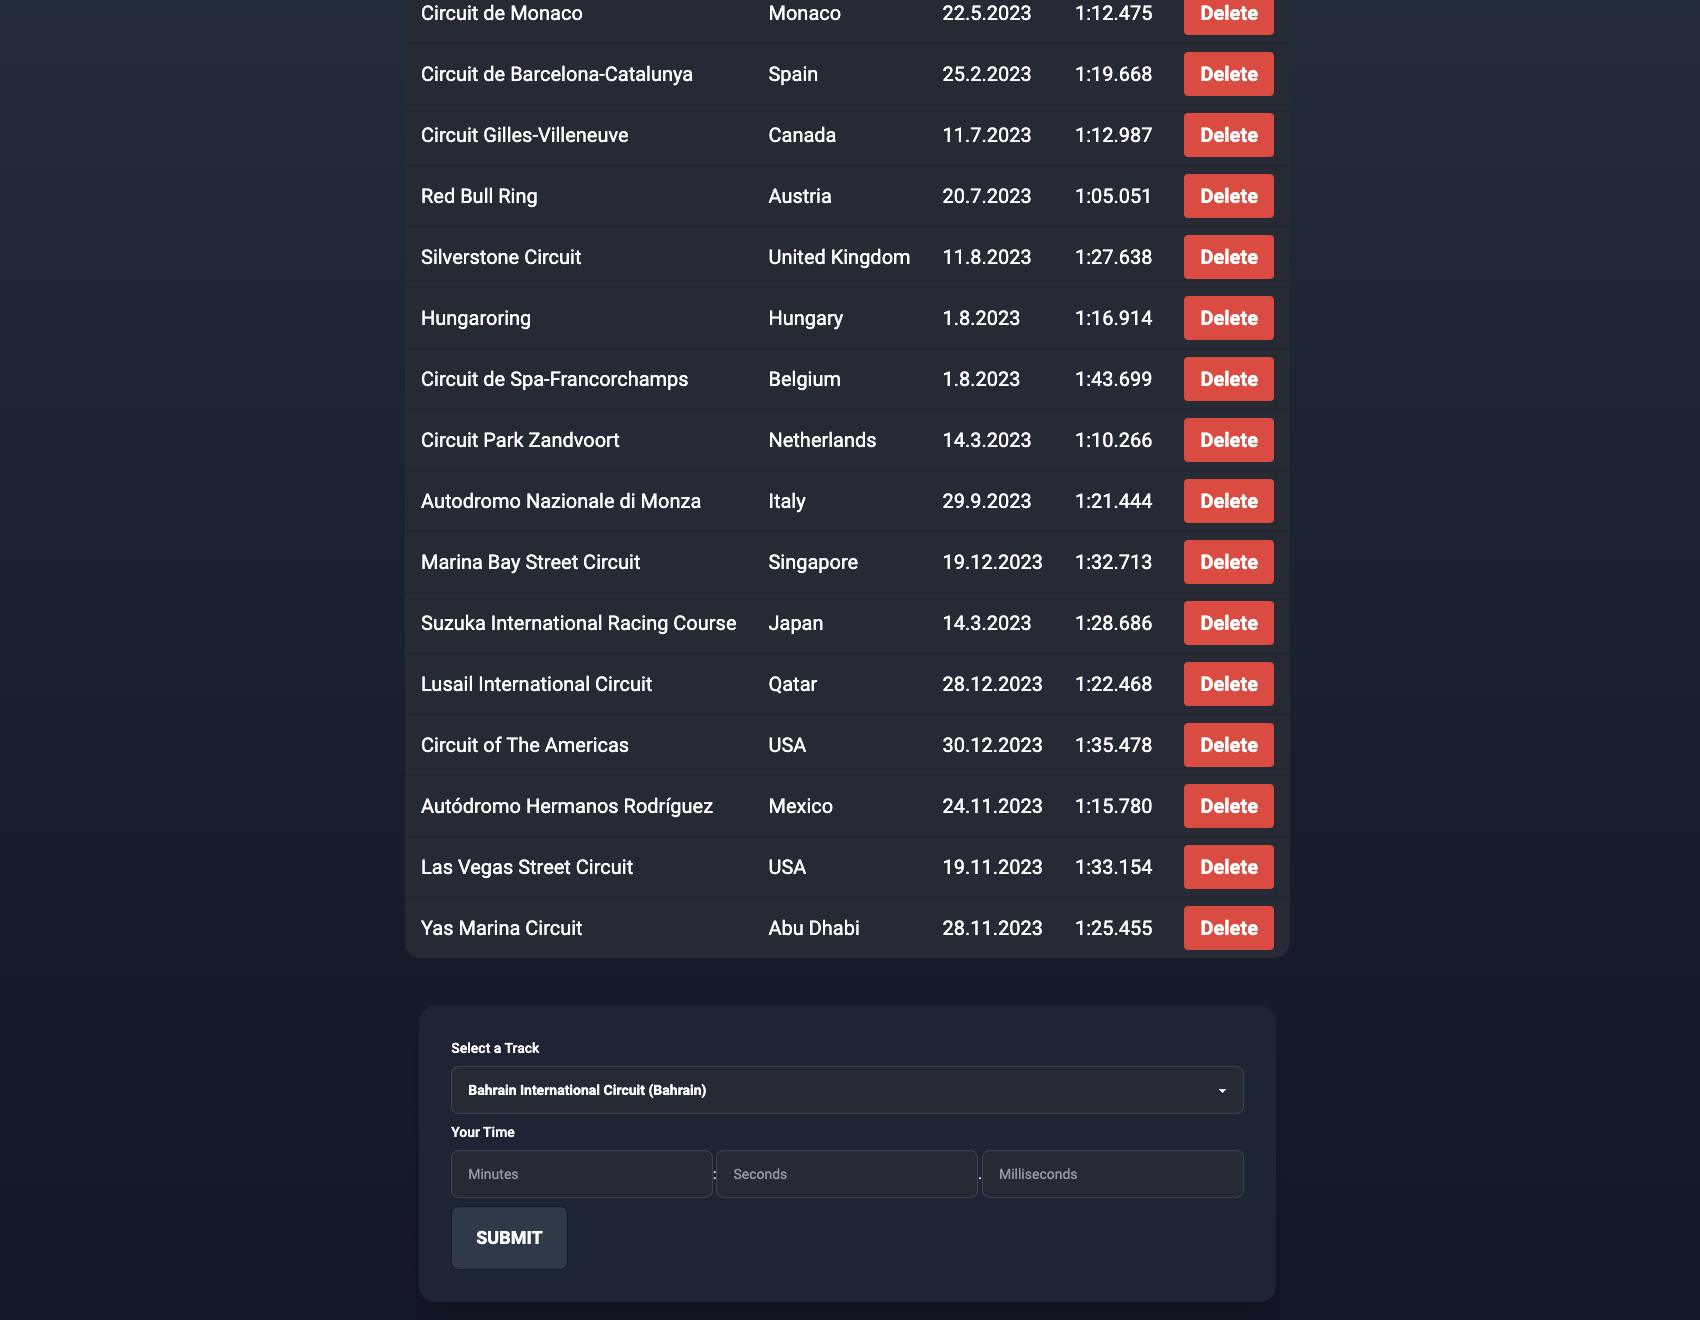 Circuit de Monaco Monaco 22.5.2023 1:12.475 Delete
Circuit de Barcelona-Catalunya Spain 25.2.2023 1:19.668 Delete
Circuit Gilles-Villeneuve Canada 11.7.2023 1:12.987 Delete
Red Bull Ring Austria 20.7.2023 1:05.051 Delete
Silverstone Circuit United Kingdom 11.8.2023 1:27.638 Delete
Hungaroring Hungary 1.8.2023 1:16.914 Delete
Circuit de Spa-Francorchamps Belgium 1.8.2023 1:43.699 Delete
Circuit Park Zandvoort Netherlands 14.3.2023 1:10.266 Delete
Autodromo Nazionale di Monza Italy 29.9.2023 1:21.444 Delete
Marina Bay Street Circuit Singapore 19.12.2023 1:32.713 Delete
Suzuka International Racing Course Japan 14.3.2023 1:28.686 Delete
Lusail International Circuit Qatar 28.12.2023 1:22.468 Delete
Circuit of The Americas USA 30.12.2023 1:35.478 Delete
Autódromo Hermanos Rodríguez Mexico 24.11.2023 1:15.780 Delete
Las Vegas Street Circuit USA 19.11.2023 1:33.154 Delete
Yas Marina Circuit Abu Dhabi 28.11.2023 1:25.455 Delete
Select a Track
Bahrain International Circuit (Bahrain)
Your Time
Minutes : Seconds . Milliseconds
SUBMIT